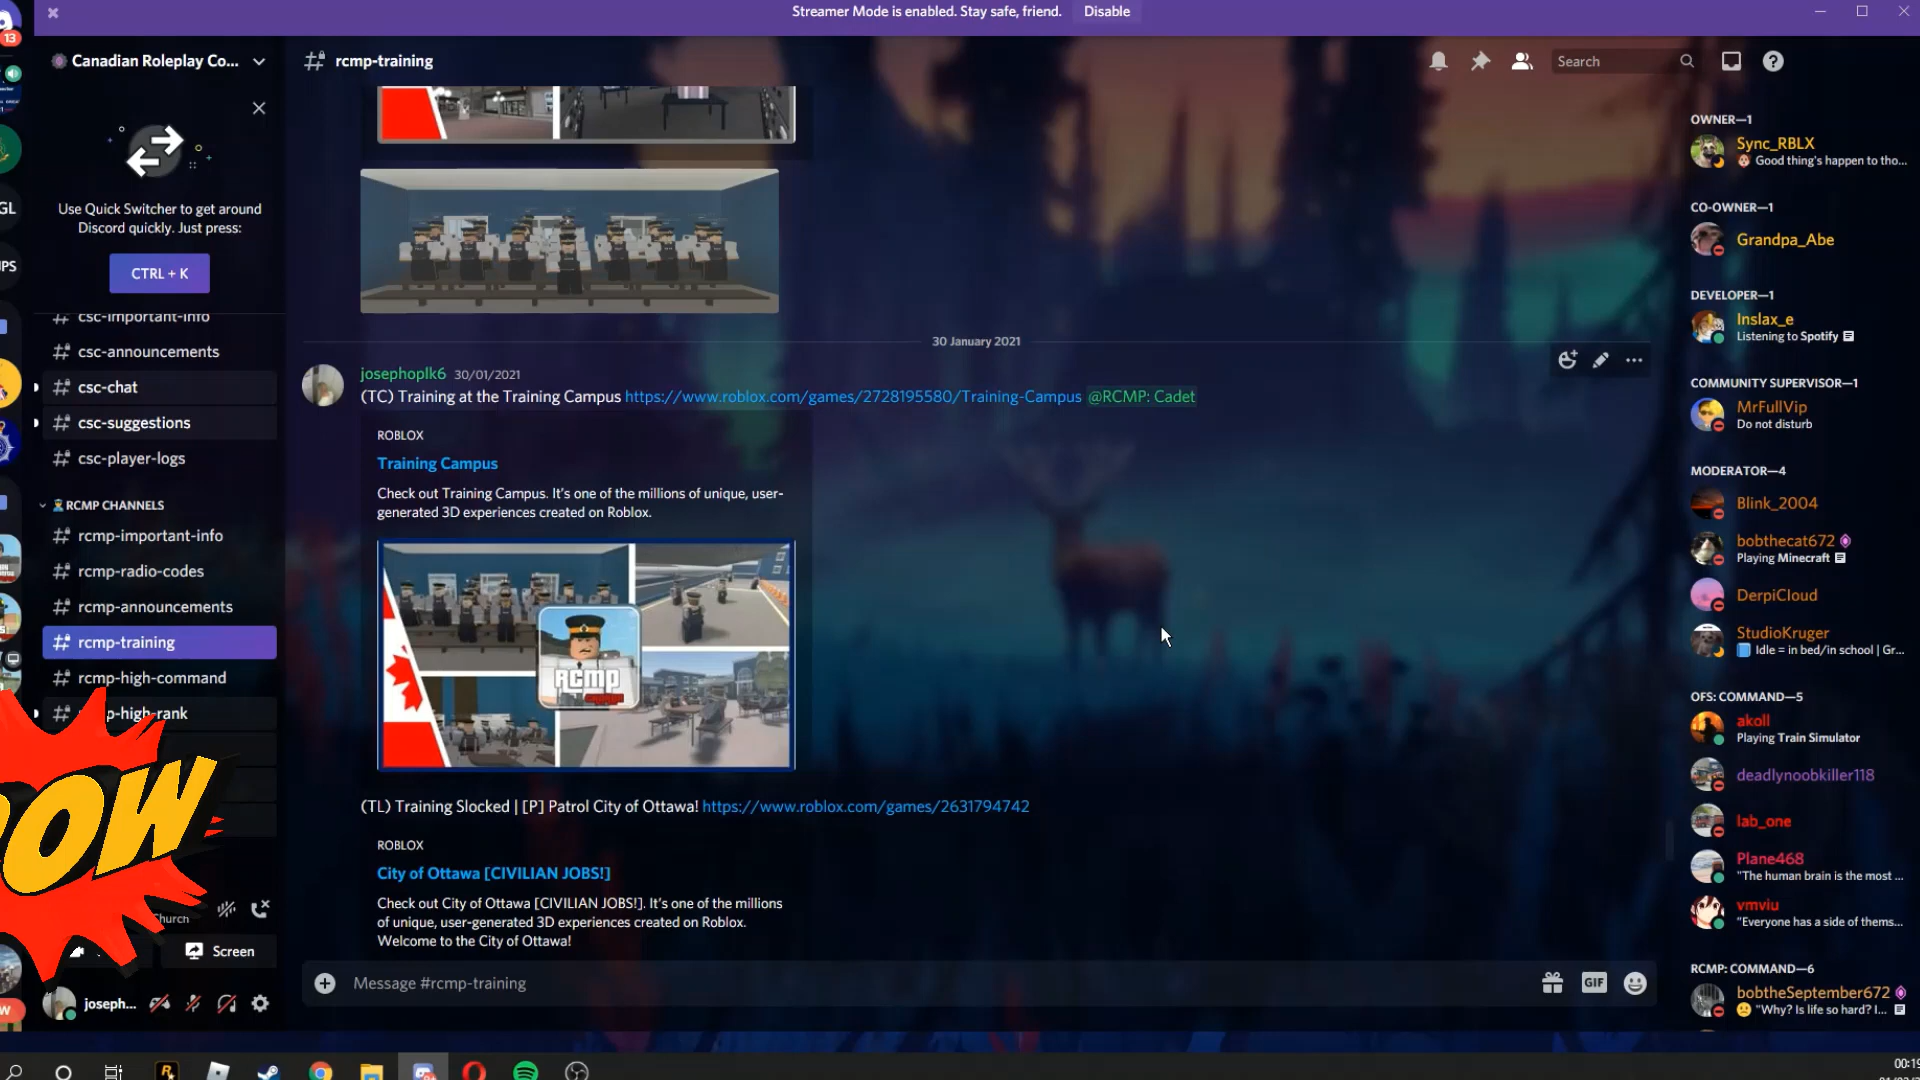 Streamer Mode is enabled. Stay safe, friend.
Disable
13
GL
Canadian Roleplay Co...
Use Quick Switcher to get around
Discord quickly. Just press:
CTRL + K
csc-important-info
csc-announcements
csc-chat
csc-suggestions
csc-player-logs
RCMP CHANNELS
rcmp-important-info
rcmp-radio-codes
rcmp-announcements
rcmp-training
rcmp-high-command
p-high-rank
OW
hurch
Screen
joseph...
rcmp-training
Search
30 January 2021
josephoplk6 30/01/2021
(TC) Training at the Training Campus https://www.roblox.com/games/2728195580/Training-Campus @RCMP: Cadet
ROBLOX
Training Campus
Check out Training Campus. It's one of the millions of unique, user-
generated 3D experiences created on Roblox.
RCMP
(TL) Training Slocked | [P] Patrol City of Ottawa! https://www.roblox.com/games/2631794742
ROBLOX
City of Ottawa [CIVILIAN JOBS!]
Check out City of Ottawa [CIVILIAN JOBS!]. It's one of the millions
of unique, user-generated 3D experiences created on Roblox.
Welcome to the City of Ottawa!
Message #rcmp-training
GIF
OWNER—1
Sync_RBLX
Good thing's happen to tho...
CO-OWNER—1
Grandpa_Abe
DEVELOPER—1
Inslax_e
Listening to Spotify
COMMUNITY SUPERVISOR—1
MrFullVip
Do not disturb
MODERATOR—4
Blink_2004
bobthecat672
Playing Minecraft
DerpiCloud
StudioKruger
Idle = in bed/in school | Gr...
OFS: COMMAND—5
akoll
Playing Train Simulator
deadlynoobkiller118
lab_one
Plane468
"The human brain is the most ...
vmviu
"Everyone has a side of thems...
RCMP: COMMAND—6
bobtheSeptember672
"Why? Is life so hard? I...
00:19